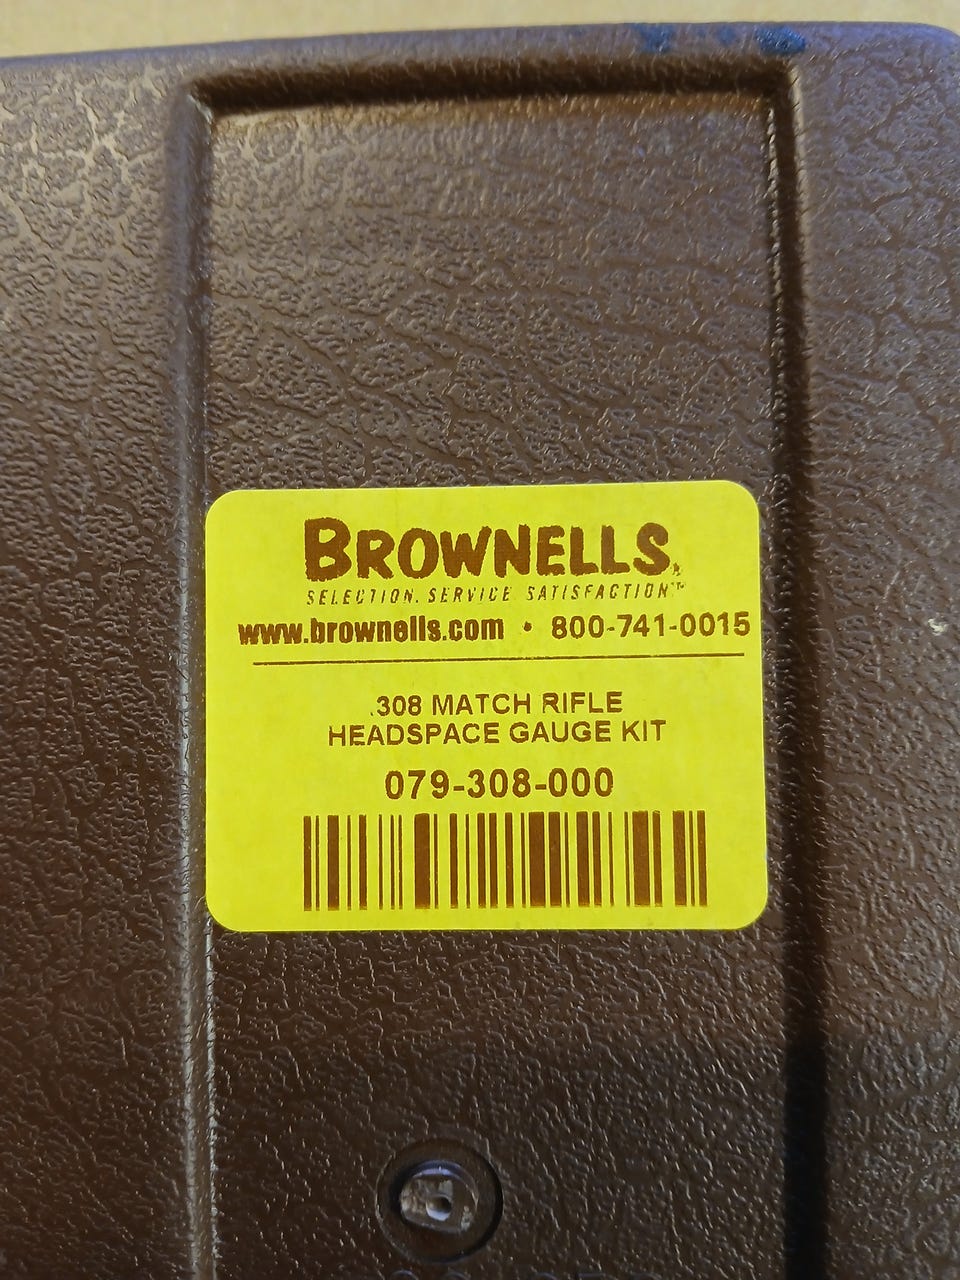 BROWNELLS
SELECTION. SERVICE. SATISFACTION™
www.brownells.com • 800-741-0015
.308 MATCH RIFLE
HEADSPACE GAUGE KIT
079-308-000